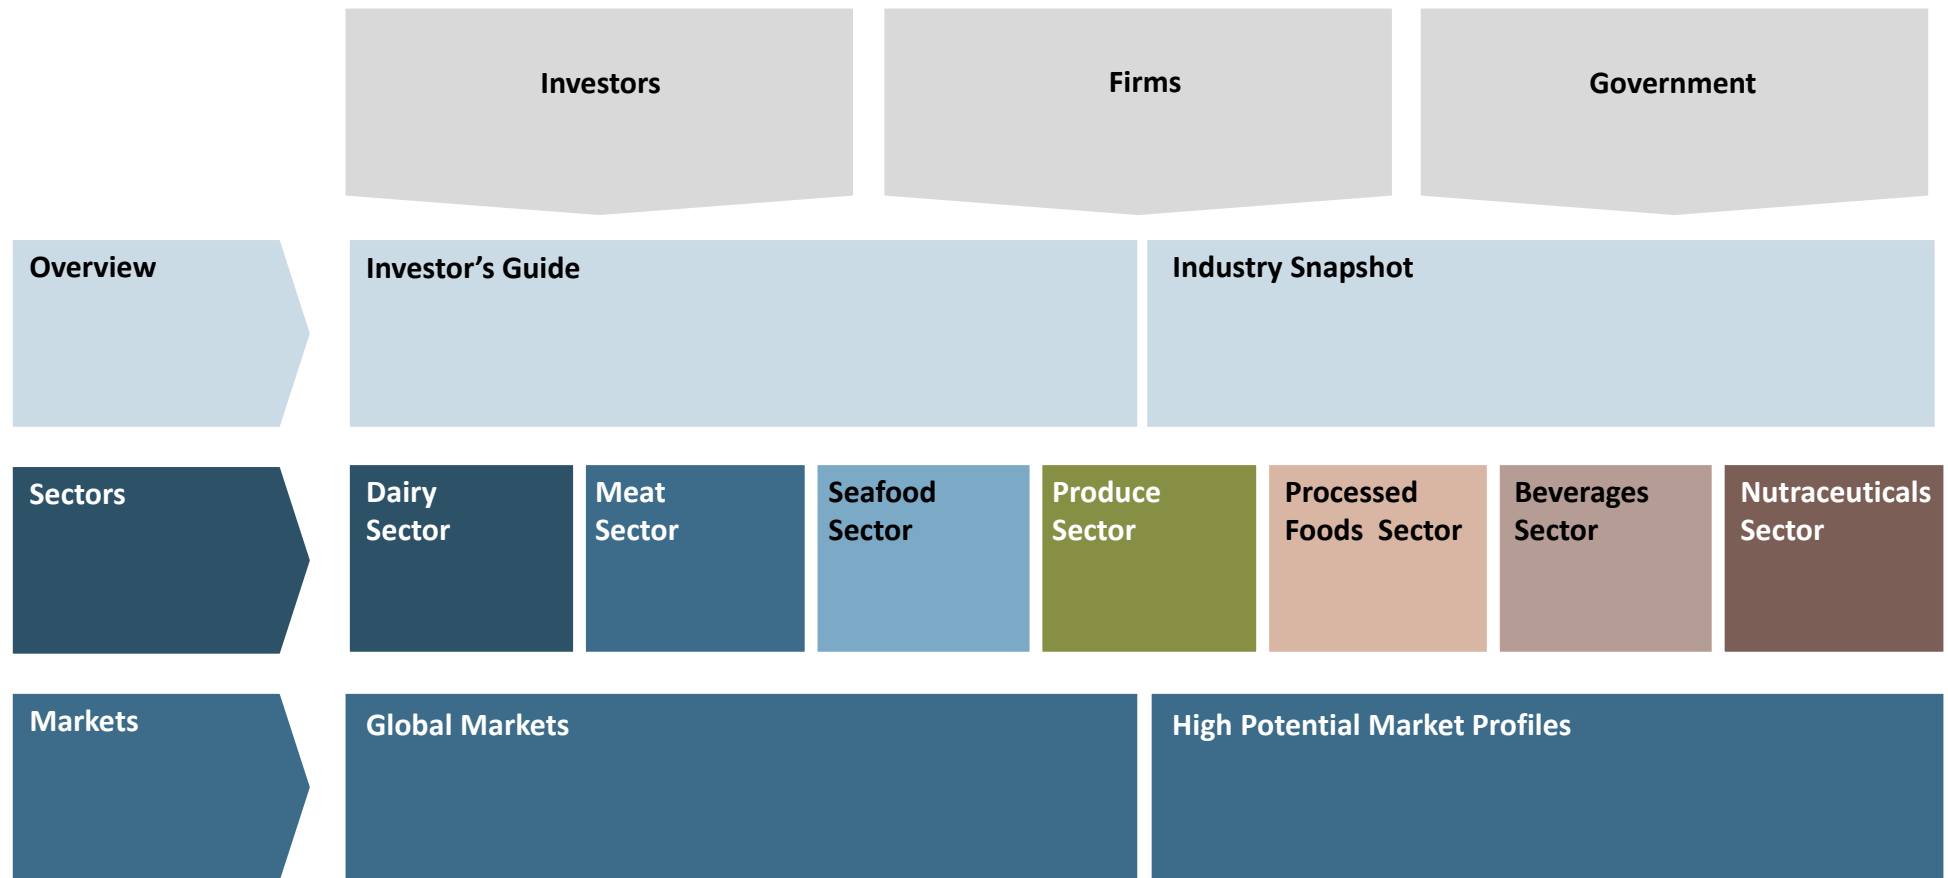 Investors
Firms
Government
Overview
Investor’s Guide
Industry Snapshot
Sectors
Dairy
Sector
Meat
Sector
Seafood
Sector
Produce
Sector
Processed
Foods  Sector
Beverages
Sector
Nutraceuticals
Sector
Markets
Global Markets
High Potential Market Profiles